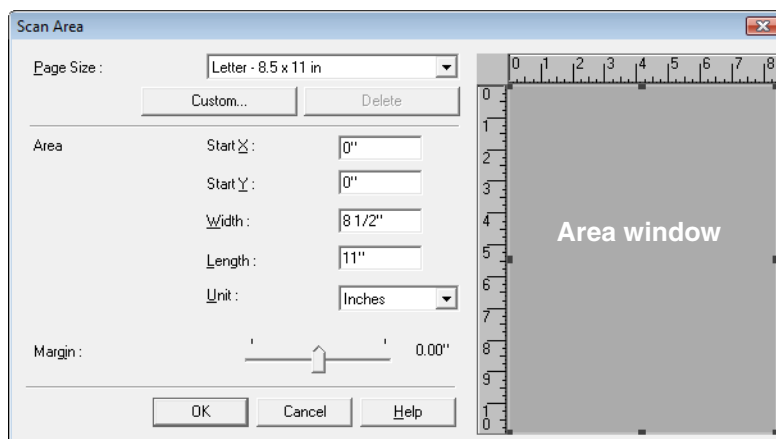 Scan Area
Page Size :
Letter - 8.5 x 11 in
Custom...
Delete
Area
Start X :
0"
Start Y :
0"
Width :
8 1/2"
Length :
11"
Unit :
Inches
Margin :
0.00"
OK
Cancel
Help
0 1 2 3 4 5 6 7 8
0
1
2
3
4
5
6
7
8
9
10
Area window